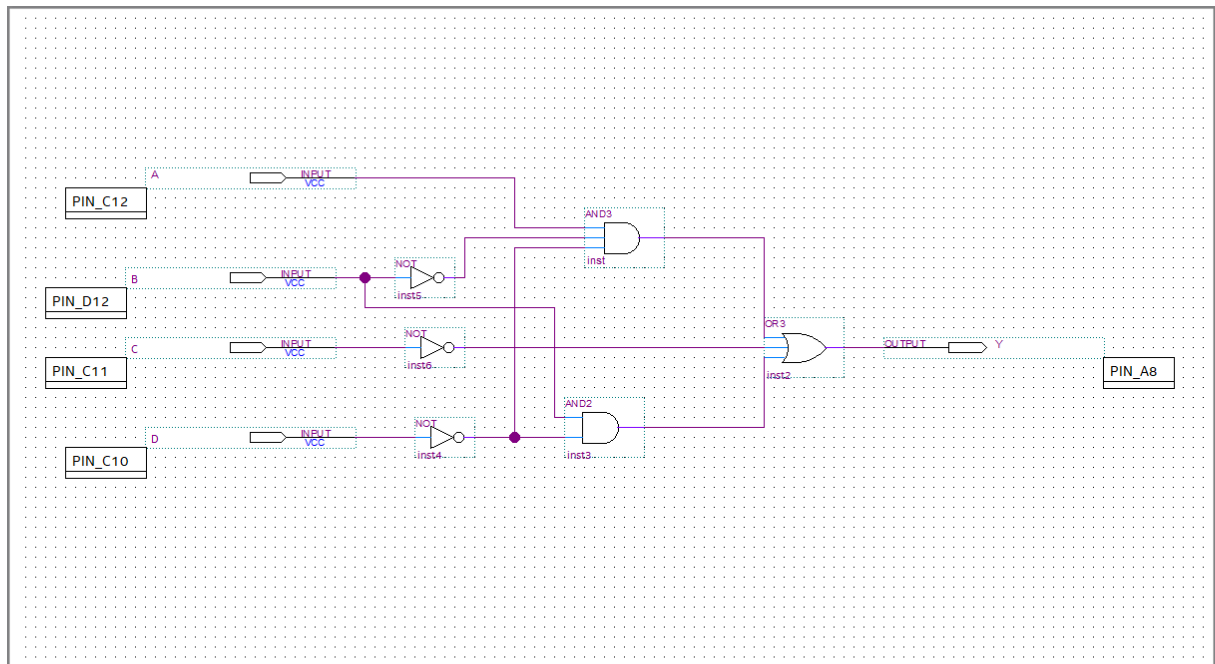 A
INPUT
VCC
PIN_C12
AND3
inst
B
INPUT
VCC
PIN_D12
NOT
inst5
C
INPUT
VCC
PIN_C11
NOT
inst6
OR3
inst2
OUTPUT
Y
PIN_A8
D
INPUT
VCC
PIN_C10
NOT
inst4
AND2
inst3